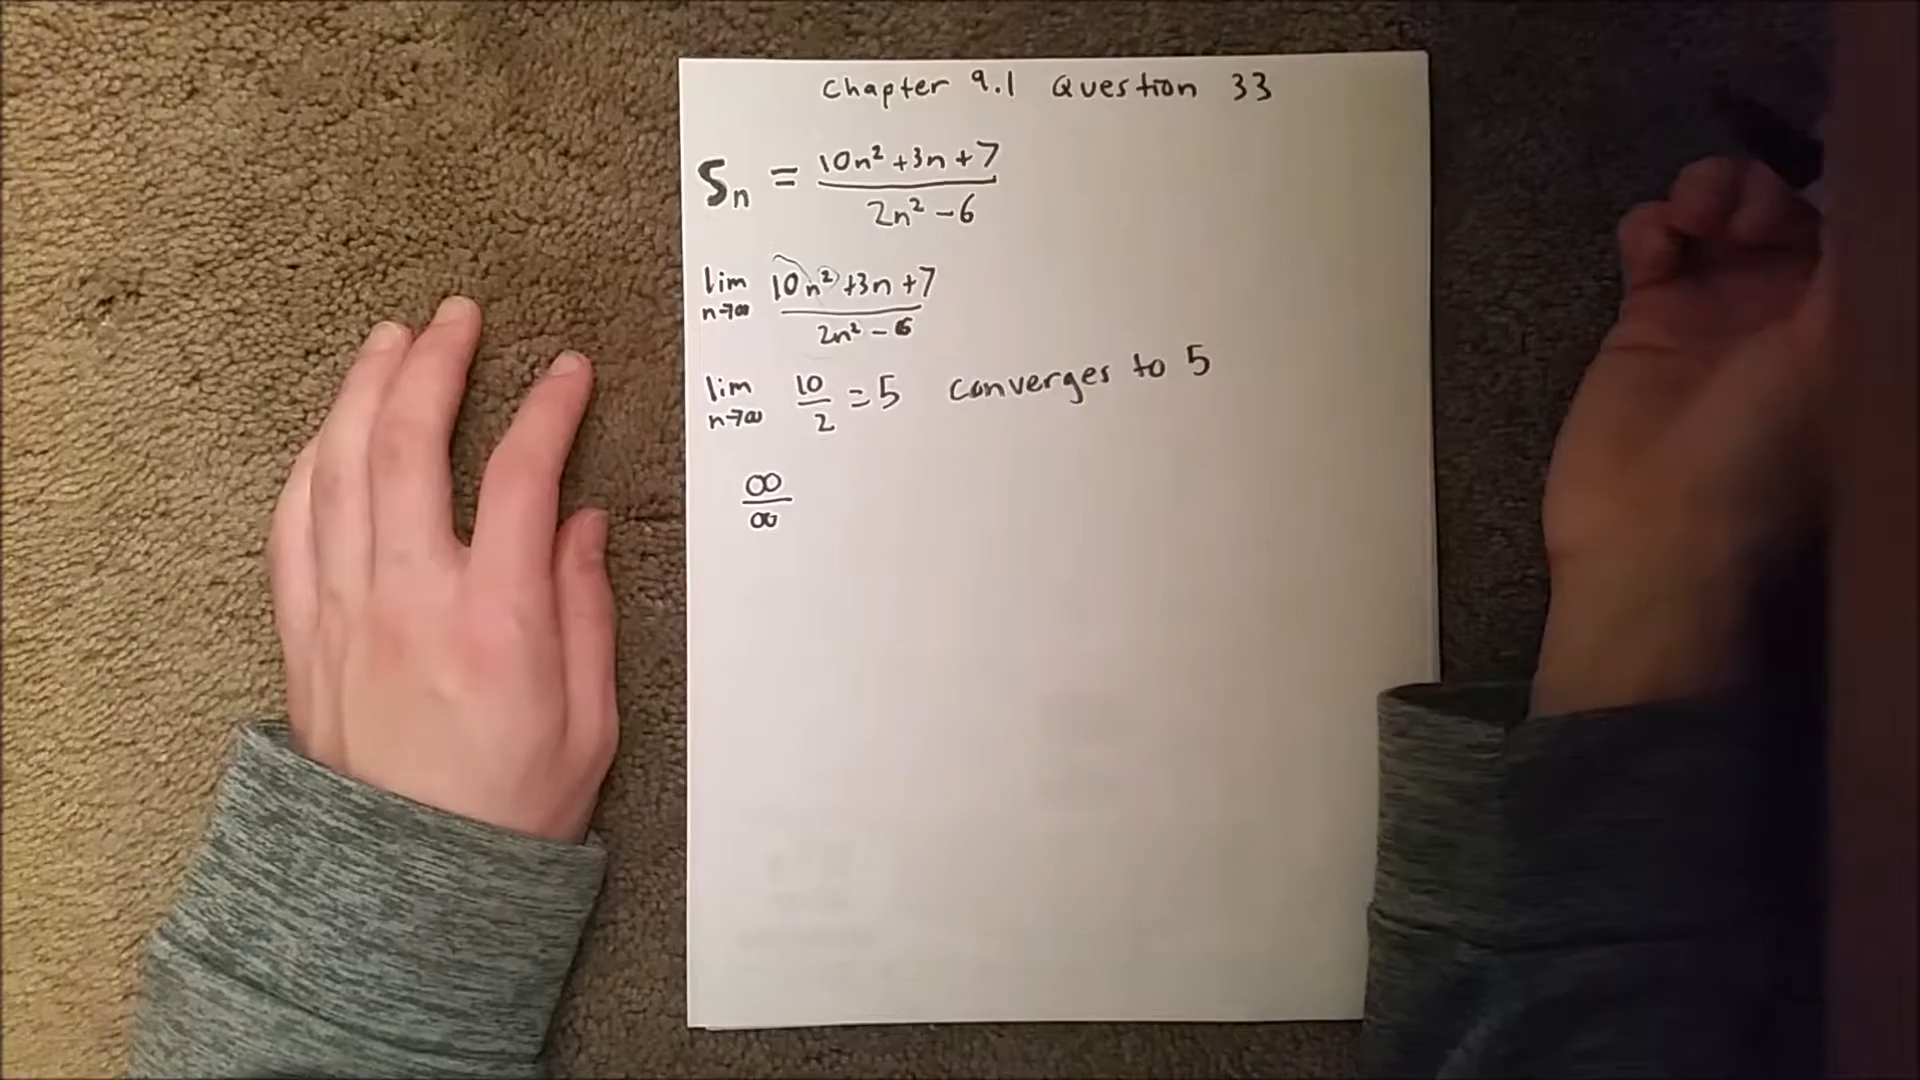 Chapter 9.1 Question 33
Sn = 10n² + 3n + 7 / 2n² - 6
lim n→∞ 10n² + 3n + 7 / 2n² - 6
lim n→∞ 10/2 = 5 converges to 5
∞/∞